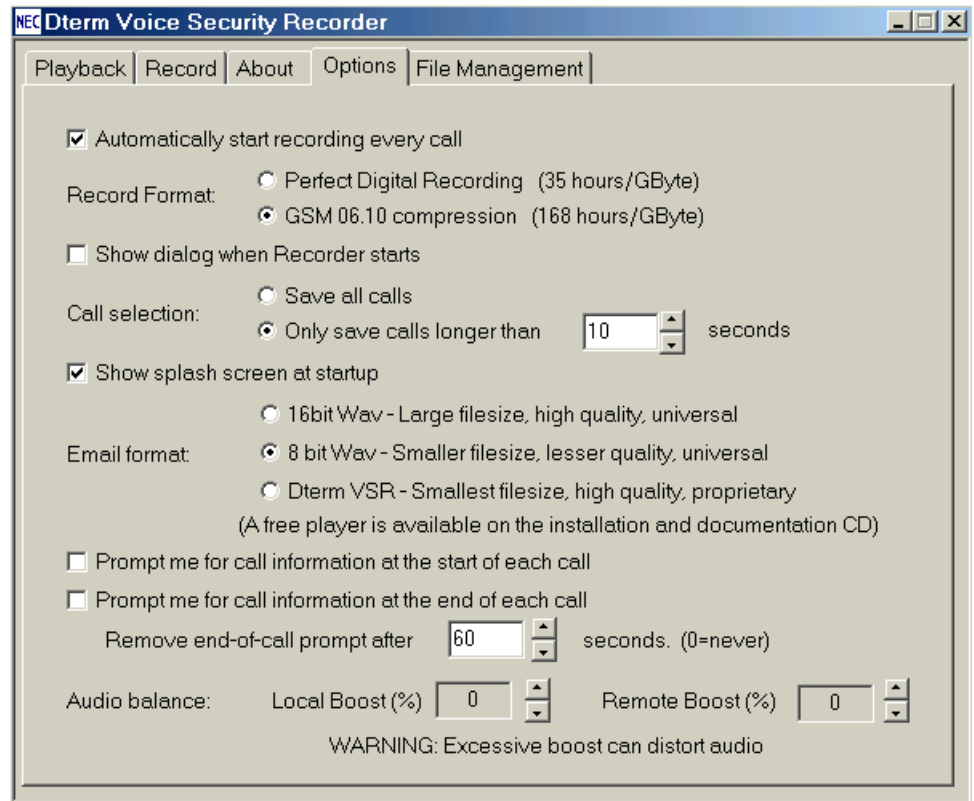 NEC Dterm Voice Security Recorder
Playback Record About Options File Management
Automatically start recording every call
Record Format:
Perfect Digital Recording (35 hours/GByte)
GSM 06.10 compression (168 hours/GByte)
Show dialog when Recorder starts
Call selection:
Save all calls
Only save calls longer than 10 seconds
Show splash screen at startup
Email format:
16bit Wav - Large filesize, high quality, universal
8 bit Wav - Smaller filesize, lesser quality, universal
Dterm VSR - Smallest filesize, high quality, proprietary
(A free player is available on the installation and documentation CD)
Prompt me for call information at the start of each call
Prompt me for call information at the end of each call
Remove end-of-call prompt after 60 seconds. (0=never)
Audio balance: Local Boost (%) 0 Remote Boost (%) 0
WARNING: Excessive boost can distort audio